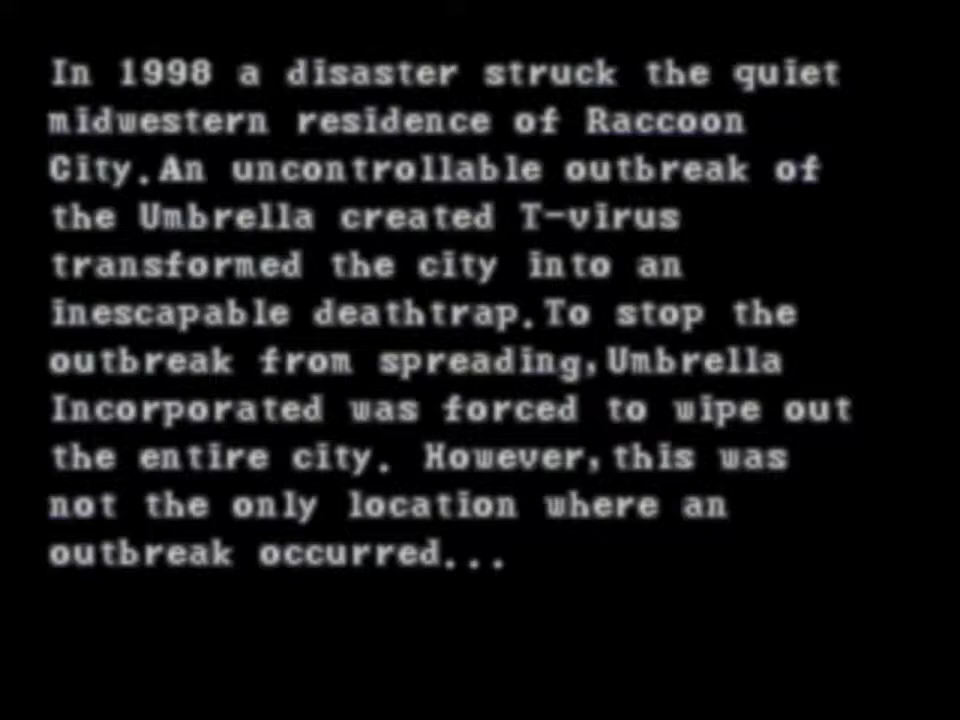 In 1998 a disaster struck the quiet
midwestern residence of Raccoon
City.An uncontrollable outbreak of
the Umbrella created T-virus
transformed the city into an
inescapable deathtrap.To stop the
outbreak from spreading,Umbrella
Incorporated was forced to wipe out
the entire city. However,this was
not the only location where an
outbreak occurred...